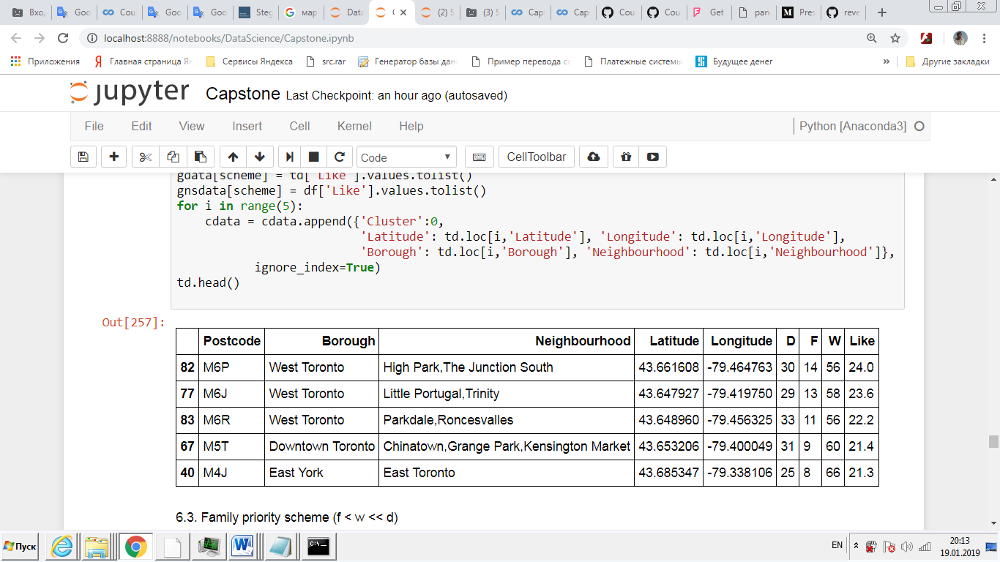 Вход Goo Cou Goo Goo Steg мар Data C (2) S (3) S Cap Cap Cou Cou Get pan Pres reve
localhost:8888/notebooks/DataScience/Capstone.ipynb
Приложения Главная страница Ян Сервисы Яндекса src.rar Генератор базы дан Пример перевода са Платежные системы Будущее денег » Другие закладки
jupyter Capstone Last Checkpoint: an hour ago (autosaved)
File Edit View Insert Cell Kernel Help Python [Anaconda3]
Code CellToolbar
gdata[scheme] = td['Like'].values.tolist()
gnsdata[scheme] = df['Like'].values.tolist()
for i in range(5):
cdata = cdata.append({'Cluster':0,
'Latitude': td.loc[i,'Latitude'], 'Longitude': td.loc[i,'Longitude'],
'Borough': td.loc[i,'Borough'], 'Neighbourhood': td.loc[i,'Neighbourhood']},
ignore_index=True)
td.head()
Out[257]:
Postcode Borough Neighbourhood Latitude Longitude D F W Like
82 M6P West Toronto High Park,The Junction South 43.661608 -79.464763 30 14 56 24.0
77 M6J West Toronto Little Portugal,Trinity 43.647927 -79.419750 29 13 58 23.6
83 M6R West Toronto Parkdale,Roncesvalles 43.648960 -79.456325 33 11 56 22.2
67 M5T Downtown Toronto Chinatown,Grange Park,Kensington Market 43.653206 -79.400049 31 9 60 21.4
40 M4J East York East Toronto 43.685347 -79.338106 25 8 66 21.3
6.3. Family priority scheme (f < w << d)
Пуск EN 20:13
19.01.2019